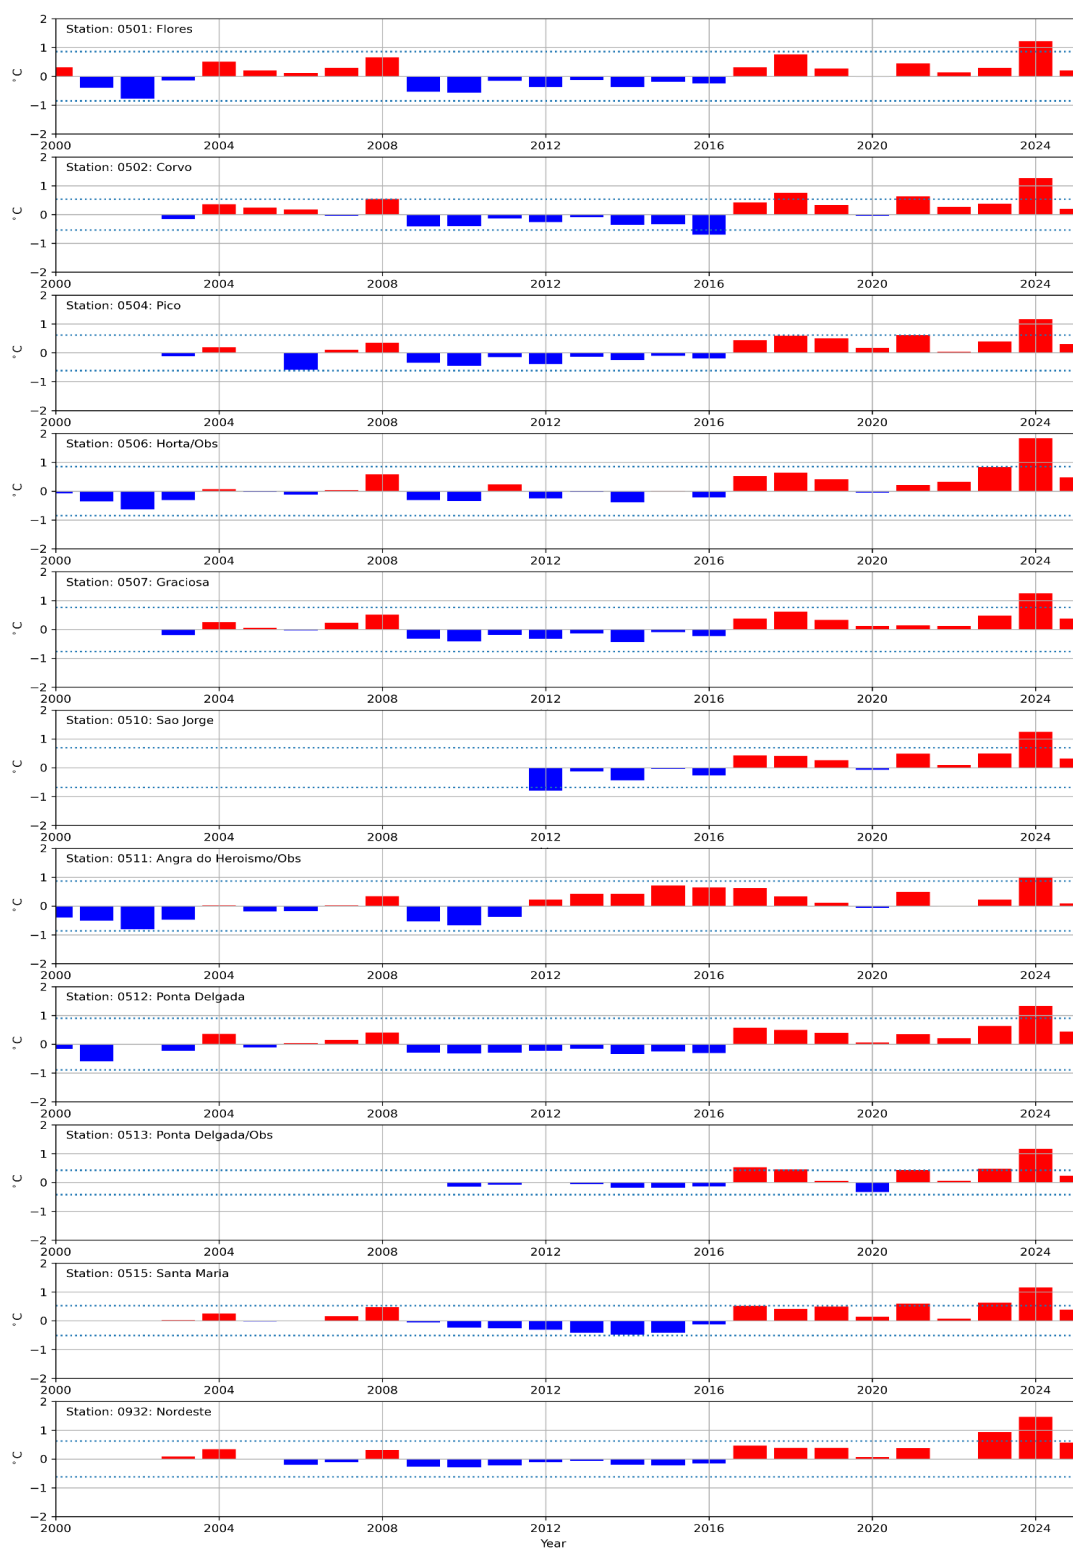 Station: 0501: Flores
2
1
0
−1
−2
°C
2000 2004 2008 2012 2016 2020 2024
Station: 0502: Corvo
2
1
0
−1
−2
°C
2000 2004 2008 2012 2016 2020 2024
Station: 0504: Pico
2
1
0
−1
−2
°C
2000 2004 2008 2012 2016 2020 2024
Station: 0506: Horta/Obs
2
1
0
−1
−2
°C
2000 2004 2008 2012 2016 2020 2024
Station: 0507: Graciosa
2
1
0
−1
−2
°C
2000 2004 2008 2012 2016 2020 2024
Station: 0510: Sao Jorge
2
1
0
−1
−2
°C
2000 2004 2008 2012 2016 2020 2024
Station: 0511: Angra do Heroismo/Obs
2
1
0
−1
−2
°C
2000 2004 2008 2012 2016 2020 2024
Station: 0512: Ponta Delgada
2
1
0
−1
−2
°C
2000 2004 2008 2012 2016 2020 2024
Station: 0513: Ponta Delgada/Obs
2
1
0
−1
−2
°C
2000 2004 2008 2012 2016 2020 2024
Station: 0515: Santa Maria
2
1
0
−1
−2
°C
2000 2004 2008 2012 2016 2020 2024
Station: 0932: Nordeste
2
1
0
−1
−2
°C
2000 2004 2008 2012 2016 2020 2024
Year